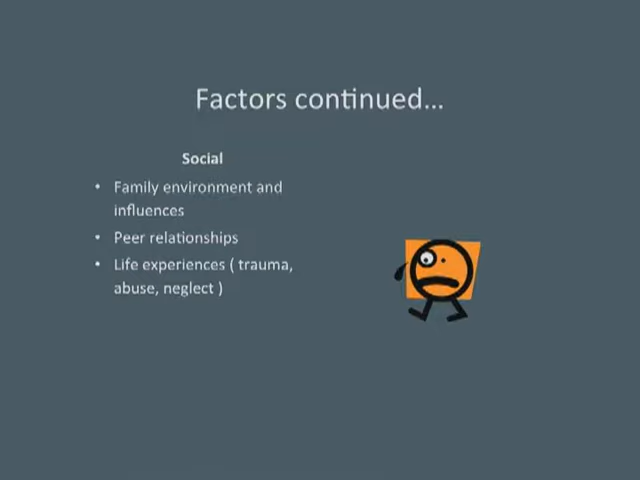 Factors continued...
Social
• Family environment and
influences
• Peer relationships
• Life experiences ( trauma,
abuse, neglect )